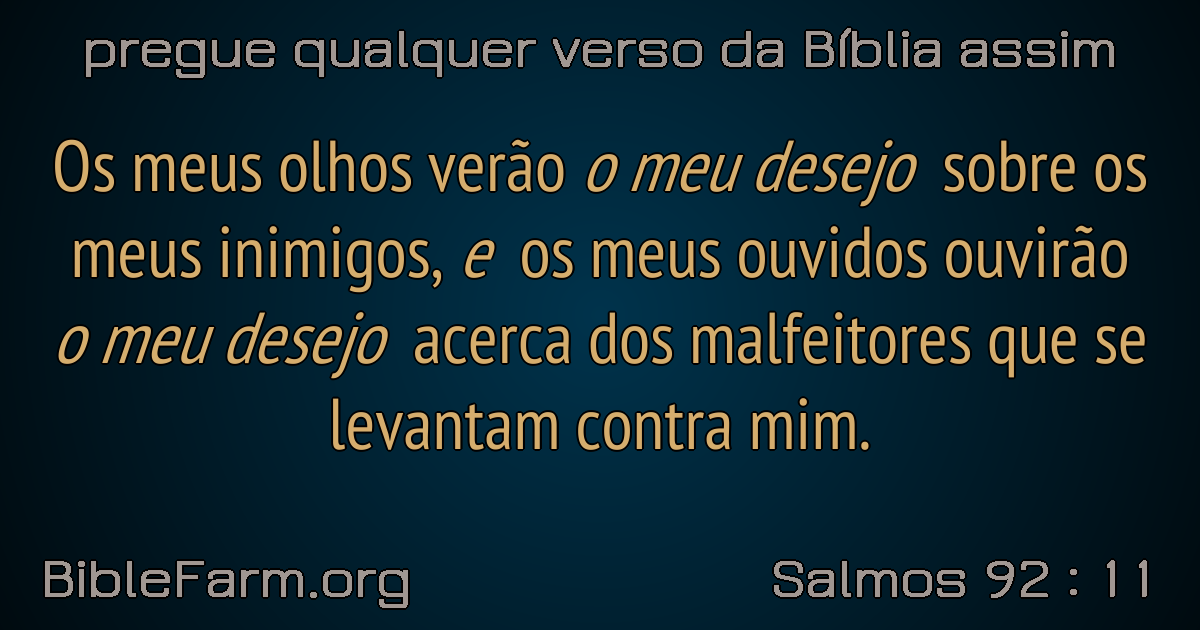 pregue qualquer verso da Bíblia assim
Os meus olhos verão o meu desejo sobre os
meus inimigos, e os meus ouvidos ouvirão
o meu desejo acerca dos malfeitores que se
levantam contra mim.
BibleFarm.org
Salmos 92 : 11